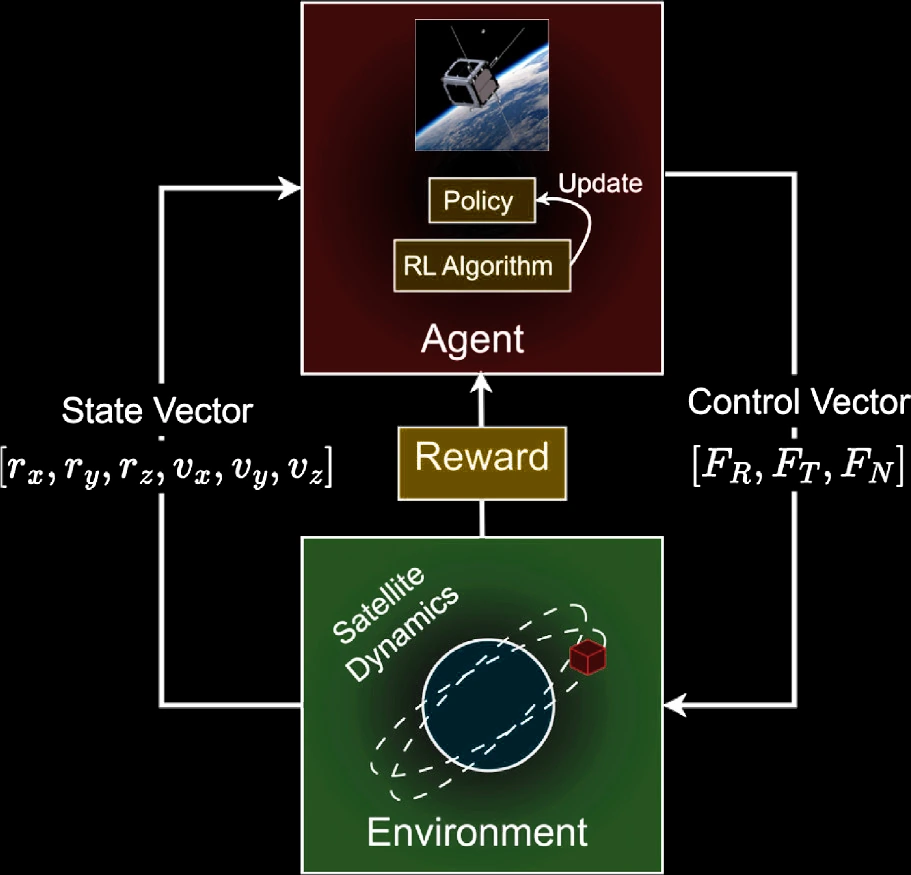 Update
Policy
RL Algorithm
Agent
State Vector
[r_x, r_y, r_z, v_x, v_y, v_z]
Control Vector
[F_R, F_T, F_N]
Reward
Satellite
Dynamics
Environment